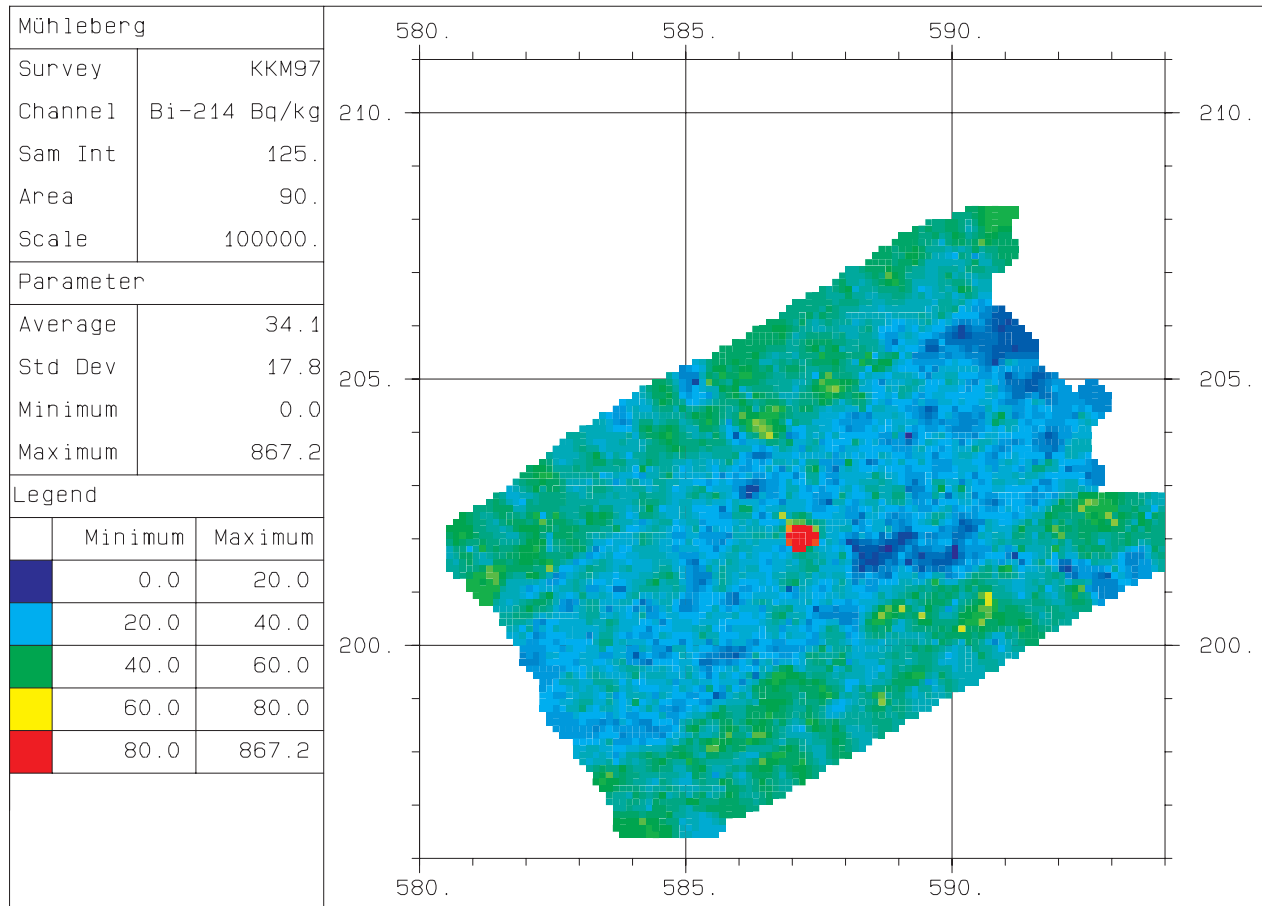 Mühleberg
Survey KKM97
Channel Bi-214 Bq/kg
Sam Int 125.
Area 90.
Scale 100000.
Parameter
Average 34.1
Std Dev 17.8
Minimum 0.0
Maximum 867.2
Legend
Minimum Maximum
0.0 20.0
20.0 40.0
40.0 60.0
60.0 80.0
80.0 867.2
580. 585. 590.
210. 210.
205. 205.
200. 200.
580. 585. 590.